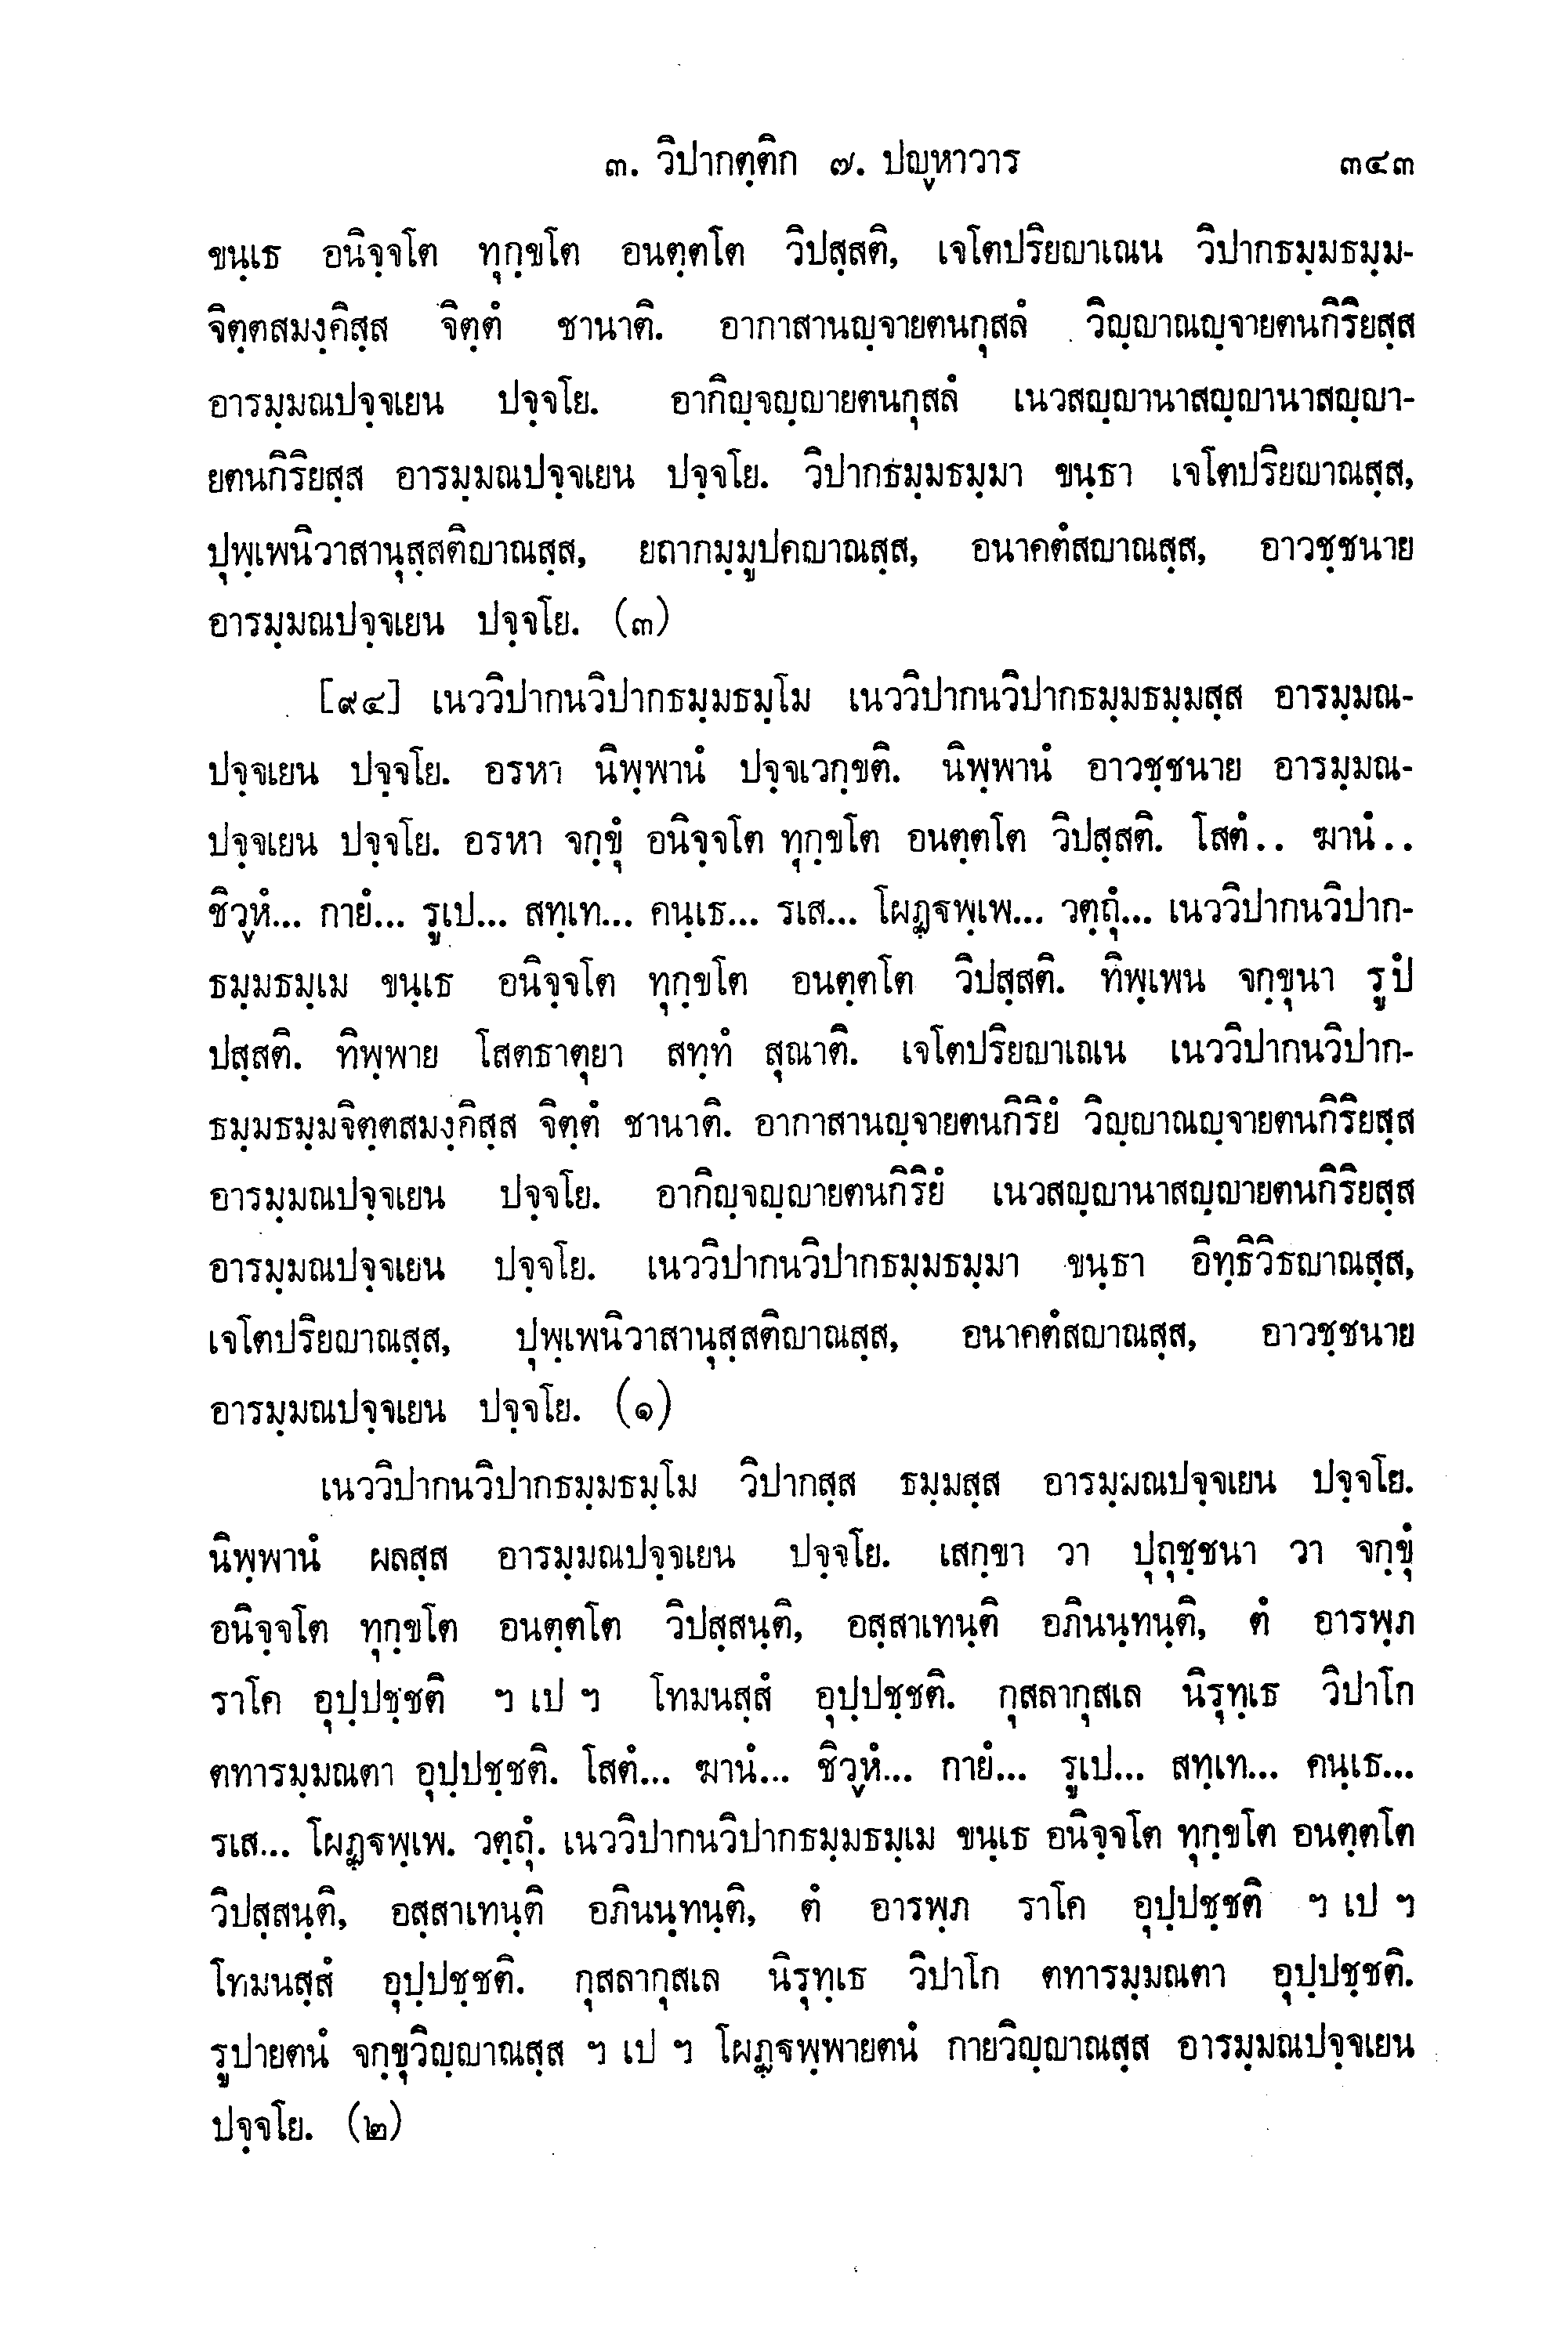 ๓. วิปากตฺติก ๗. ปญฺหาวาร ๓๔๓
ขนฺเธ อนิจฺจโต ทุกฺขโต อนตฺตโต วิปสฺสติ, เจโตปริยญาเณน วิปากธมฺมธมฺม-
จิตฺตสมงฺคิสฺส จิตฺตํ ชานาติ. อากาสานญฺจายตนกุสลํ วิญฺญาณญฺจายตนกิริยสฺส
อารมฺมณปจฺจเยน ปจฺจโย. อากิญฺจญฺญายตนกุสลํ เนวสญฺญานาสญฺญานาสญฺญา-
ยตนกิริยสฺส อารมฺมณปจฺจเยน ปจฺจโย. วิปากธมฺมธมฺมา ขนฺธา เจโตปริยญาณสฺส,
ปุพฺเพนิวาสานุสฺสติญาณสฺส, ยถากมฺมูปคญาณสฺส, อนาคตํสญาณสฺส, อาวชฺชนาย
อารมฺมณปจฺจเยน ปจฺจโย. (๓)
[๙๔] เนววิปากนวิปากธมฺมธมฺโม เนววิปากนวิปากธมฺมธมฺมสฺส อารมฺมณ-
ปจฺจเยน ปจฺจโย. อรหา นิพฺพานํ ปจฺจเวกฺขติ. นิพฺพานํ อาวชฺชนาย อารมฺมณ-
ปจฺจเยน ปจฺจโย. อรหา จกฺขุํ อนิจฺจโต ทุกฺขโต อนตฺตโต วิปสฺสติ. โสตํ.. ฆานํ..
ชิวฺหํ... กายํ... รูเป... สทฺเท... คนฺเธ... รเส... โผฏฺฐพฺเพ... วตฺถุํ... เนววิปากนวิปาก-
ธมฺมธมฺเม ขนฺเธ อนิจฺจโต ทุกฺขโต อนตฺตโต วิปสฺสติ. ทิพฺเพน จกฺขุนา รูปํ
ปสฺสติ. ทิพฺพาย โสตธาตุยา สทฺทํ สุณาติ. เจโตปริยญาเณน เนววิปากนวิปาก-
ธมฺมธมฺมจิตฺตสมงฺคิสฺส จิตฺตํ ชานาติ. อากาสานญฺจายตนกิริยํ วิญฺญาณญฺจายตนกิริยสฺส
อารมฺมณปจฺจเยน ปจฺจโย. อากิญฺจญฺญายตนกิริยํ เนวสญฺญานาสญฺญายตนกิริยสฺส
อารมฺมณปจฺจเยน ปจฺจโย. เนววิปากนวิปากธมฺมธมฺมา ขนฺธา อิทฺธิวิธญาณสฺส,
เจโตปริยญาณสฺส, ปุพฺเพนิวาสานุสฺสติญาณสฺส, อนาคตํสญาณสฺส, อาวชฺชนาย
อารมฺมณปจฺจเยน ปจฺจโย. (๑)
เนววิปากนวิปากธมฺมธมฺโม วิปากสฺส ธมฺมสฺส อารมฺมณปจฺจเยน ปจฺจโย.
นิพฺพานํ ผลสฺส อารมฺมณปจฺจเยน ปจฺจโย. เสกฺขา วา ปุถุชฺชนา วา จกฺขุํ
อนิจฺจโต ทุกฺขโต อนตฺตโต วิปสฺสนฺติ, อสฺสาเทนฺติ อภินนฺทนฺติ, ตํ อารพฺภ
ราโค อุปฺปชฺชติ ฯ เป ฯ โทมนสฺสํ อุปฺปชฺชติ. กุสลากุสเล นิรุทฺเธ วิปาโก
ตทารมฺมณตา อุปฺปชฺชติ. โสตํ... ฆานํ... ชิวฺหํ... กายํ... รูเป... สทฺเท... คนฺเธ...
รเส... โผฏฺฐพฺเพ. วตฺถุํ. เนววิปากนวิปากธมฺมธมฺเม ขนฺเธ อนิจฺจโต ทุกฺขโต อนตฺตโต
วิปสฺสนฺติ, อสฺสาเทนฺติ อภินนฺทนฺติ, ตํ อารพฺภ ราโค อุปฺปชฺชติ ฯ เป ฯ
โทมนสฺสํ อุปฺปชฺชติ. กุสลากุสเล นิรุทฺเธ วิปาโก ตทารมฺมณตา อุปฺปชฺชติ.
รูปายตนํ จกฺขุวิญฺญาณสฺส ฯ เป ฯ โผฏฺฐพฺพายตนํ กายวิญฺญาณสฺส อารมฺมณปจฺจเยน
ปจฺจโย. (๒)